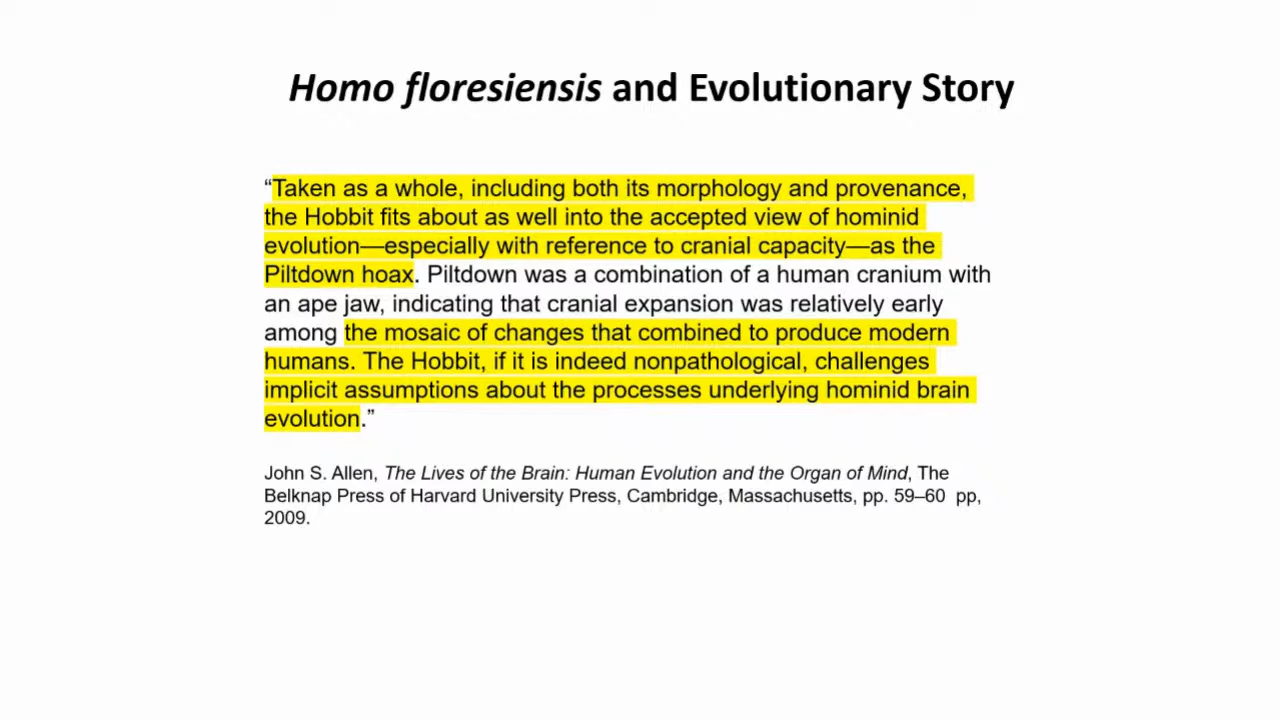 Homo floresiensis and Evolutionary Story
“Taken as a whole, including both its morphology and provenance,
the Hobbit fits about as well into the accepted view of hominid
evolution—especially with reference to cranial capacity—as the
Piltdown hoax. Piltdown was a combination of a human cranium with
an ape jaw, indicating that cranial expansion was relatively early
among the mosaic of changes that combined to produce modern
humans. The Hobbit, if it is indeed nonpathological, challenges
implicit assumptions about the processes underlying hominid brain
evolution.”
John S. Allen, The Lives of the Brain: Human Evolution and the Organ of Mind, The
Belknap Press of Harvard University Press, Cambridge, Massachusetts, pp. 59–60 pp,
2009.